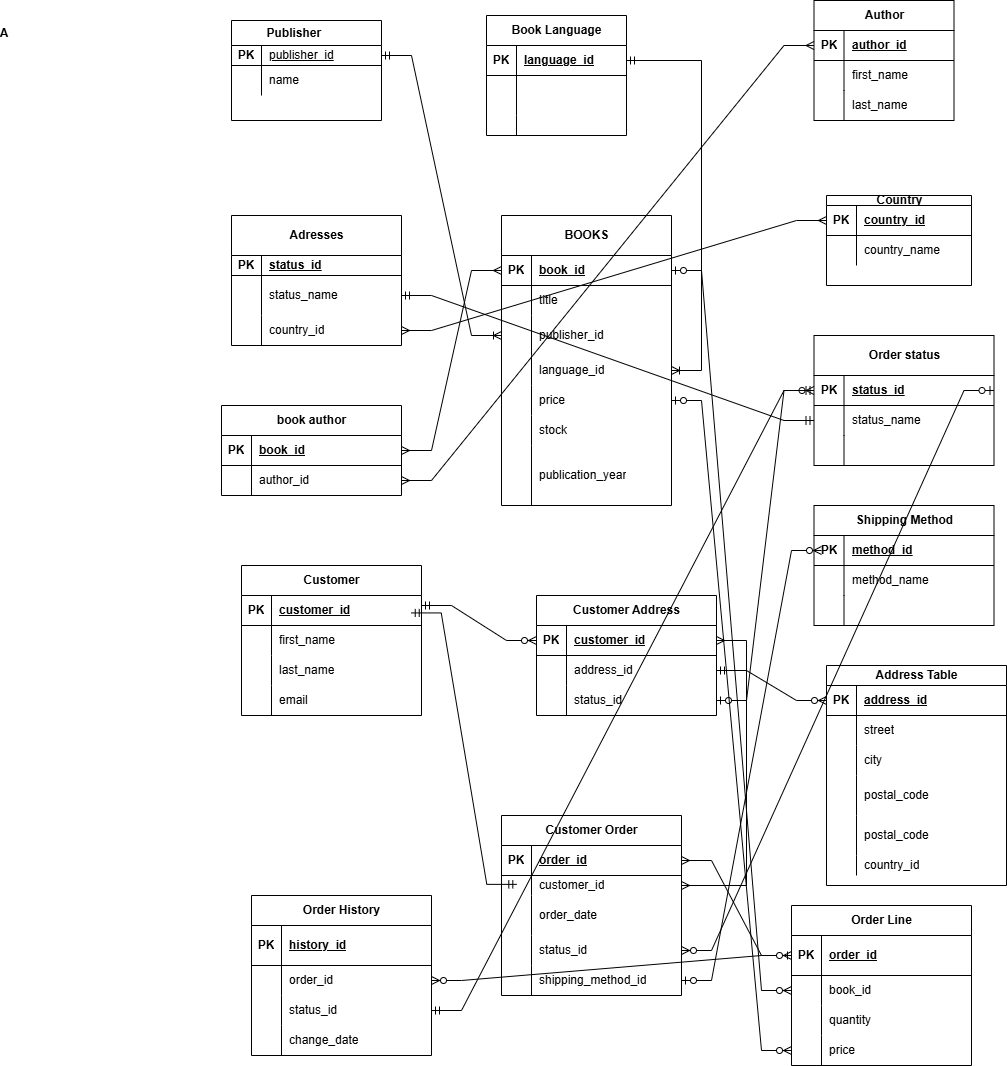 A
Publisher
PK publisher_id
name
Book Language
PK language_id
Author
PK author_id
first_name
last_name
Adresses
PK status_id
status_name
country_id
BOOKS
PK book_id
title
publisher_id
language_id
price
stock
publication_year
Country
PK country_id
country_name
Order status
PK status_id
status_name
book author
PK book_id
author_id
Shipping Method
PK method_id
method_name
Customer
PK customer_id
first_name
last_name
email
Customer Address
PK customer_id
address_id
status_id
Address Table
PK address_id
street
city
postal_code
postal_code
country_id
Customer Order
PK order_id
customer_id
order_date
status_id
shipping_method_id
Order History
PK history_id
order_id
status_id
change_date
Order Line
PK order_id
book_id
quantity
price